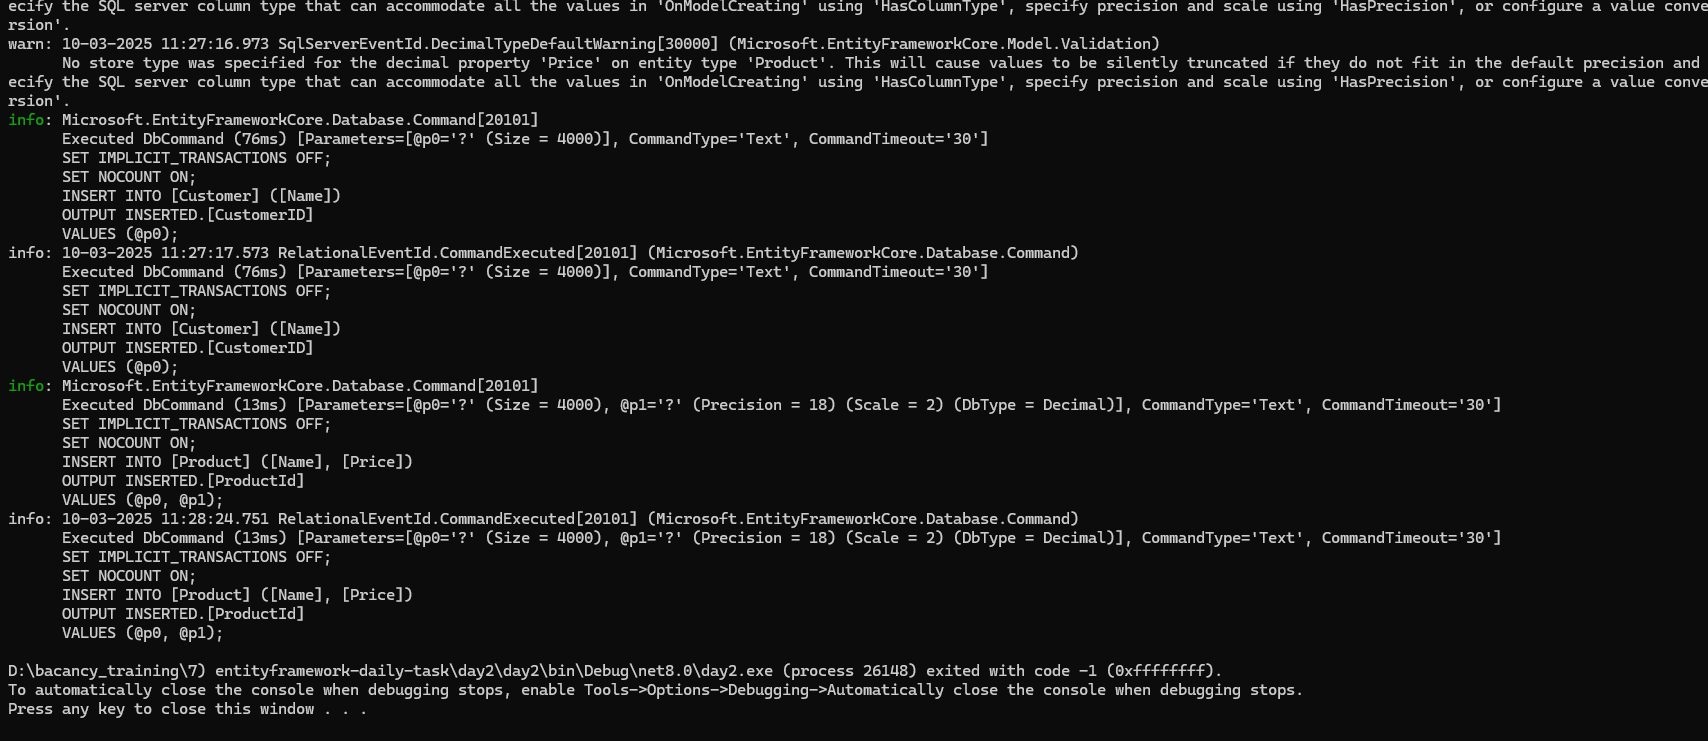 ecify the SQL server column type that can accommodate all the values in 'OnModelCreating' using 'HasColumnType', specify precision and scale using 'HasPrecision', or configure a value conve
rsion'.
warn: 10-03-2025 11:27:16.973 SqlServerEventId.DecimalTypeDefaultWarning[30000] (Microsoft.EntityFrameworkCore.Model.Validation)
      No store type was specified for the decimal property 'Price' on entity type 'Product'. This will cause values to be silently truncated if they do not fit in the default precision and
ecify the SQL server column type that can accommodate all the values in 'OnModelCreating' using 'HasColumnType', specify precision and scale using 'HasPrecision', or configure a value conve
rsion'.
info: Microsoft.EntityFrameworkCore.Database.Command[20101]
      Executed DbCommand (76ms) [Parameters=[@p0='?' (Size = 4000)], CommandType='Text', CommandTimeout='30']
      SET IMPLICIT_TRANSACTIONS OFF;
      SET NOCOUNT ON;
      INSERT INTO [Customer] ([Name])
      OUTPUT INSERTED.[CustomerID]
      VALUES (@p0);
info: 10-03-2025 11:27:17.573 RelationalEventId.CommandExecuted[20101] (Microsoft.EntityFrameworkCore.Database.Command)
      Executed DbCommand (76ms) [Parameters=[@p0='?' (Size = 4000)], CommandType='Text', CommandTimeout='30']
      SET IMPLICIT_TRANSACTIONS OFF;
      SET NOCOUNT ON;
      INSERT INTO [Customer] ([Name])
      OUTPUT INSERTED.[CustomerID]
      VALUES (@p0);
info: Microsoft.EntityFrameworkCore.Database.Command[20101]
      Executed DbCommand (13ms) [Parameters=[@p0='?' (Size = 4000), @p1='?' (Precision = 18) (Scale = 2) (DbType = Decimal)], CommandType='Text', CommandTimeout='30']
      SET IMPLICIT_TRANSACTIONS OFF;
      SET NOCOUNT ON;
      INSERT INTO [Product] ([Name], [Price])
      OUTPUT INSERTED.[ProductId]
      VALUES (@p0, @p1);
info: 10-03-2025 11:28:24.751 RelationalEventId.CommandExecuted[20101] (Microsoft.EntityFrameworkCore.Database.Command)
      Executed DbCommand (13ms) [Parameters=[@p0='?' (Size = 4000), @p1='?' (Precision = 18) (Scale = 2) (DbType = Decimal)], CommandType='Text', CommandTimeout='30']
      SET IMPLICIT_TRANSACTIONS OFF;
      SET NOCOUNT ON;
      INSERT INTO [Product] ([Name], [Price])
      OUTPUT INSERTED.[ProductId]
      VALUES (@p0, @p1);
D:\bacancy_training\7) entityframework-daily-task\day2\day2\bin\Debug\net8.0\day2.exe (process 26148) exited with code -1 (0xffffffff).
To automatically close the console when debugging stops, enable Tools->Options->Debugging->Automatically close the console when debugging stops.
Press any key to close this window . . .